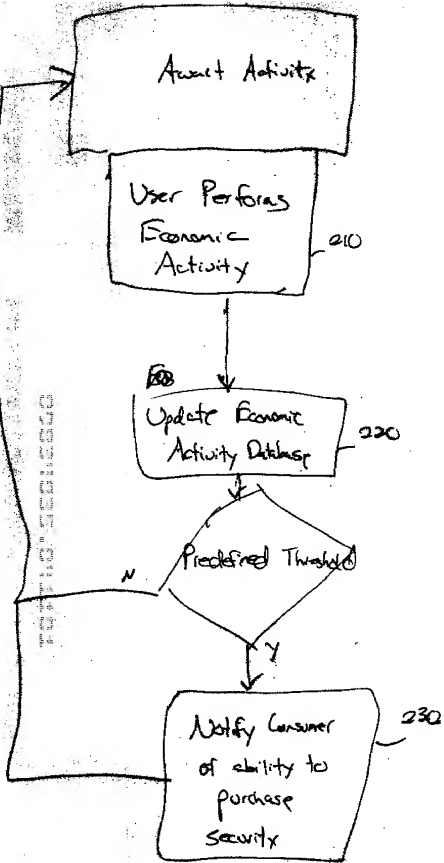 Await Activity
User Performs
Economic
Activity
210
Update Economic
Activity Database
220
Predefined Threshold
N
Y
Notify Consumer
of ability to
purchase
security
230